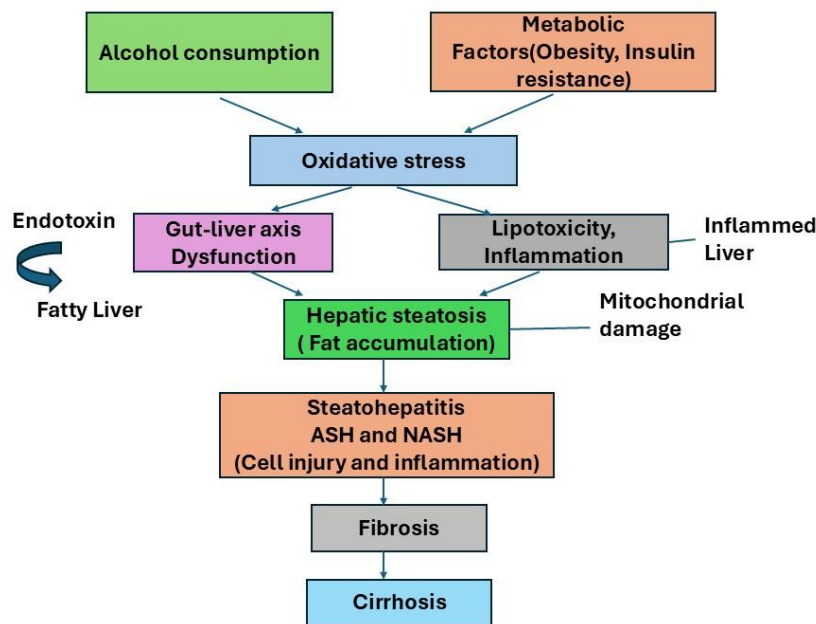 Alcohol consumption
Metabolic
Factors(Obesity, Insulin
resistance)
Oxidative stress
Endotoxin
Fatty Liver
Gut-liver axis
Dysfunction
Lipotoxicity,
Inflammation
Inflammed
Liver
Hepatic steatosis
( Fat accumulation)
Mitochondrial
damage
Steatohepatitis
ASH and NASH
(Cell injury and inflammation)
Fibrosis
Cirrhosis